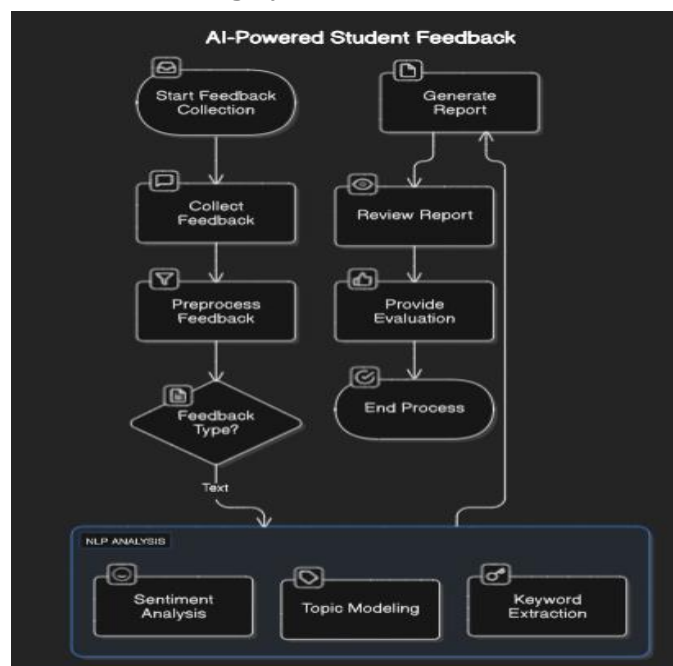 AI-Powered Student Feedback
Start Feedback
Collection
Collect
Feedback
Preprocess
Feedback
Feedback
Type?
Text
NLP ANALYSIS
Sentiment
Analysis
Topic Modeling
Keyword
Extraction
Generate
Report
Review Report
Provide
Evaluation
End Process